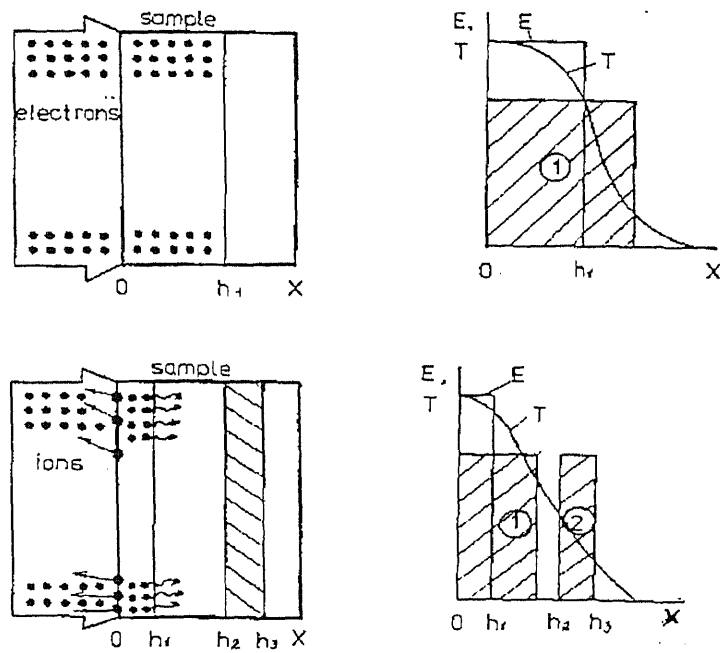 sample
electrons
0 h₁ X
E,
T
E
T
1
0 h₁ X
sample
ions
0 h₁ h₂ h₃ X
E,
T
E
T
1 2
0 h₁ h₂ h₃ X